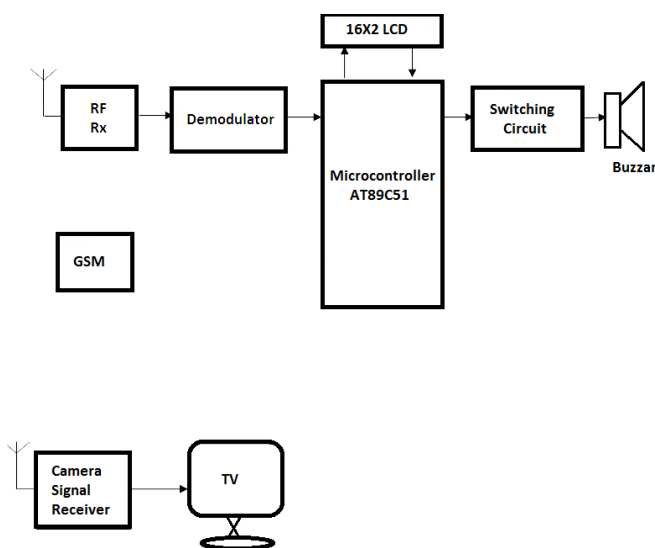 16X2 LCD
RF
Rx
Demodulator
Microcontroller
AT89C51
Switching
Circuit
Buzzar
GSM
Camera
Signal
Receiver
TV